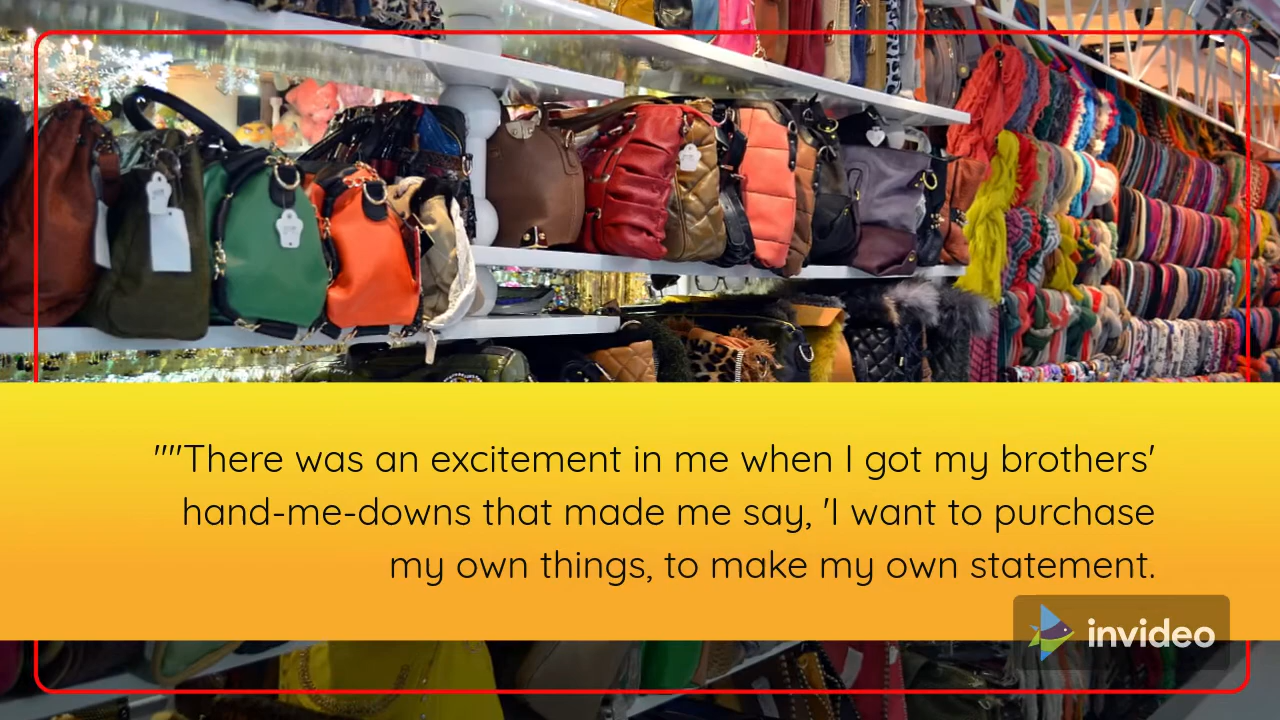 ""There was an excitement in me when I got my brothers'
hand-me-downs that made me say, 'I want to purchase
my own things, to make my own statement.
invideo